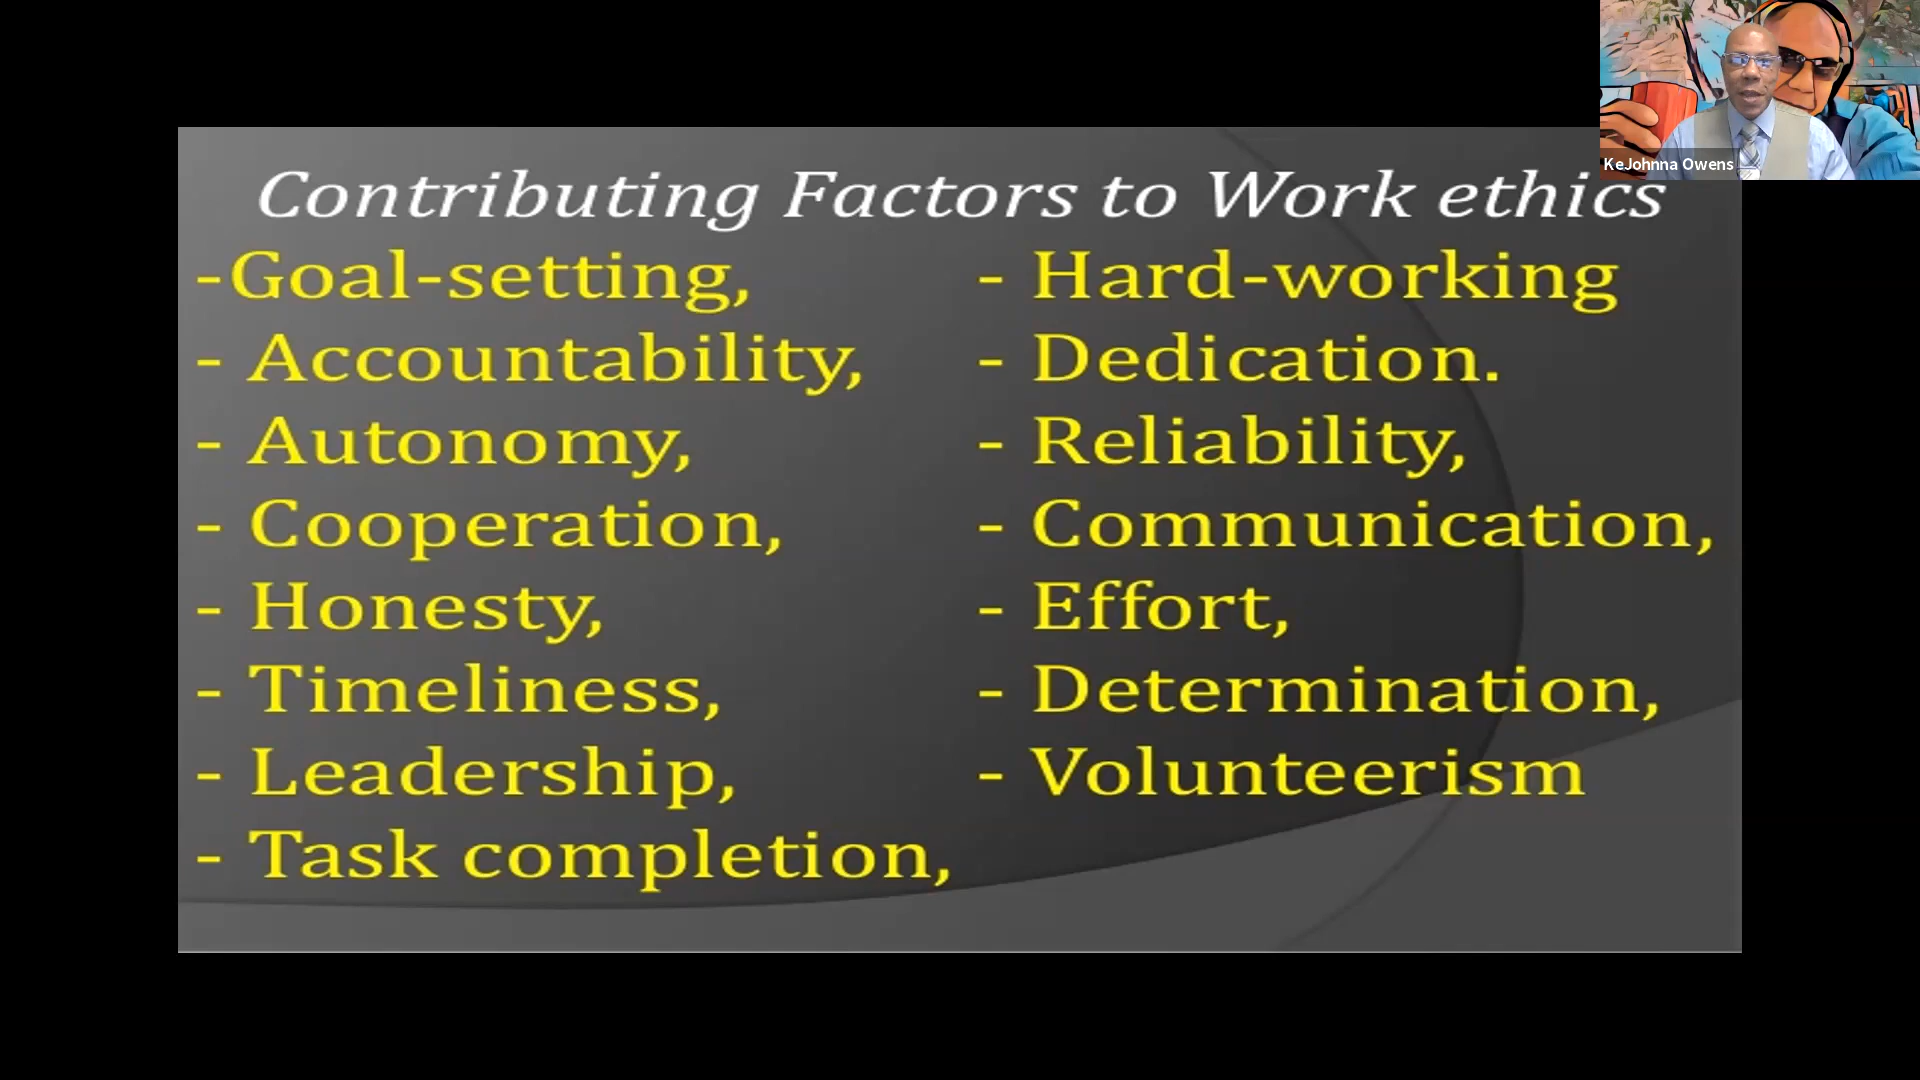 KeJohnna Owens
Contributing Factors to Work ethics
-Goal-setting,
- Accountability,
- Autonomy,
- Cooperation,
- Honesty,
- Timeliness,
- Leadership,
- Task completion,
- Hard-working
- Dedication.
- Reliability,
- Communication,
- Effort,
- Determination,
- Volunteerism